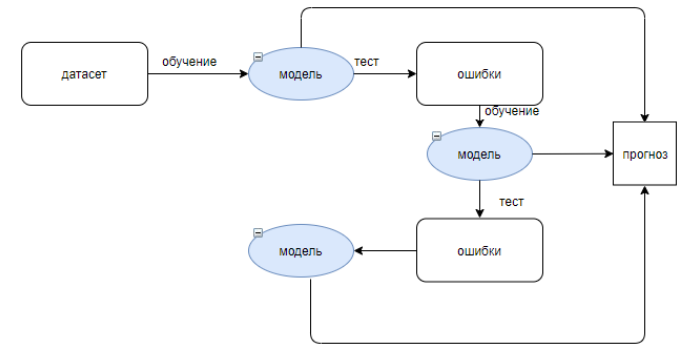 датасет
обучение
модель
тест
ошибки
обучение
модель
прогноз
тест
модель
ошибки